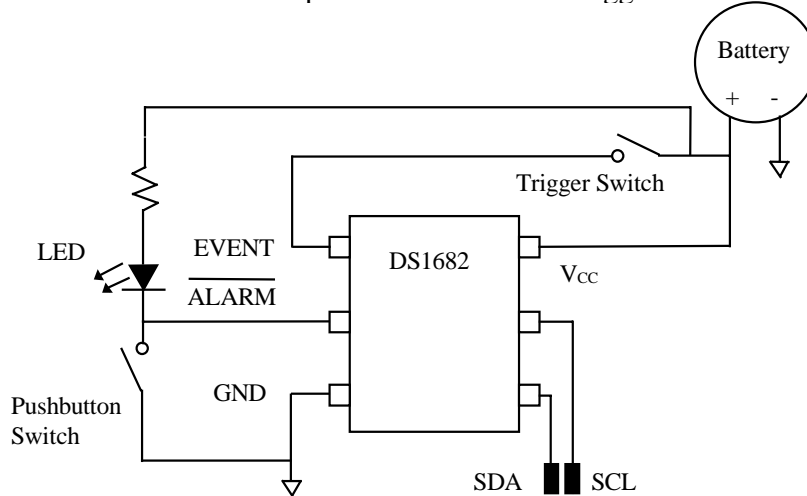 Battery
+ -
Trigger Switch
LED
EVENT
DS1682
VCC
ALARM
GND
Pushbutton
Switch
SDA
SCL